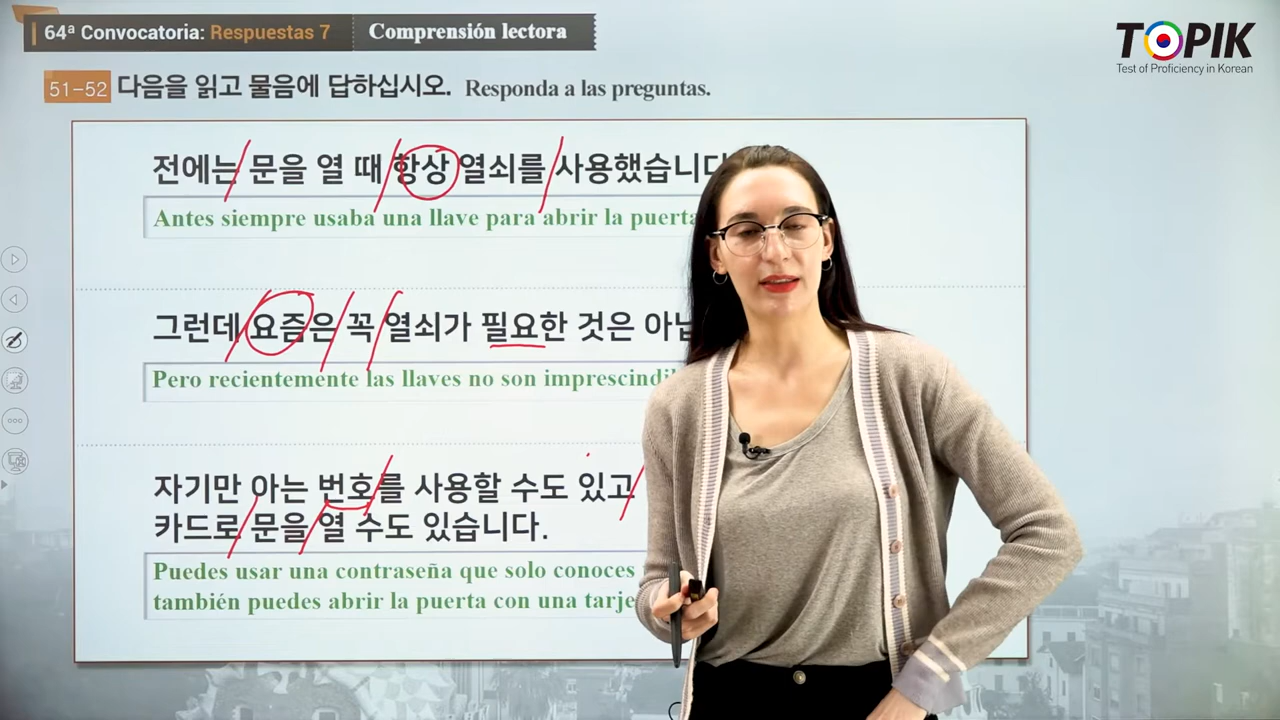 64ª Convocatoria: Respuestas 7
Comprensión lectora
TOPIK
Test of Proficiency in Korean
51-52 다음을 읽고 물음에 답하십시오. Responda a las preguntas.
전에는 문을 열 때 항상 열쇠를 사용했습니다
Antes siempre usaba una llave para abrir la puerta
그런데 요즘은 꼭 열쇠가 필요한 것은
Pero recientemente las llaves no son
자기만 아는 번호를 사용할 수도 있고
카드로 문을 열 수도 있습니다.
Puedes usar una contraseña que solo conoces
también puedes abrir la puerta con una